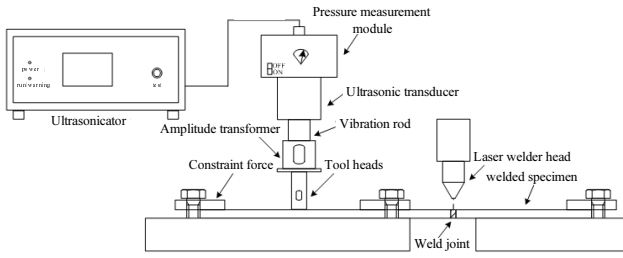 Pressure measurement
module
OFF
ON
power
run/warning
test
Ultrasonicator
Ultrasonic transducer
Amplitude transformer
Vibration rod
Constraint force
Tool heads
Laser welder head
welded specimen
Weld joint